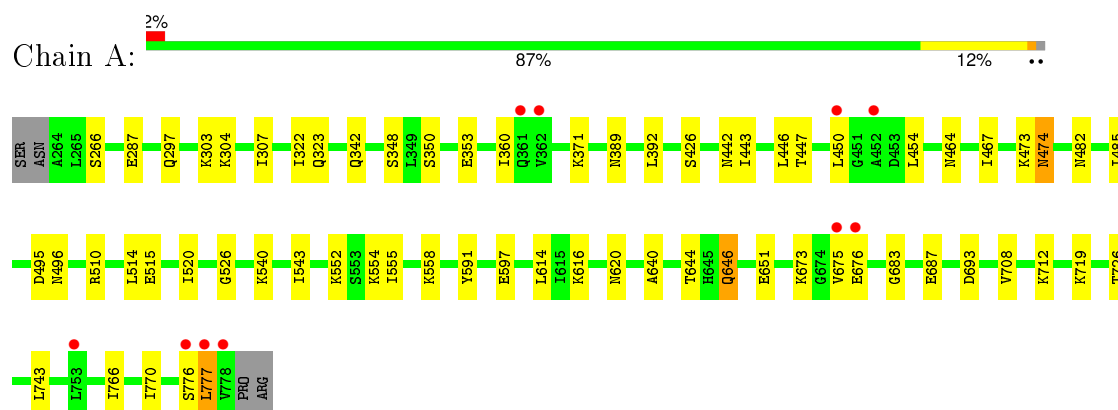 2%
Chain A:
87% 12% ••
SER ASN A264 L265 S266 E287 Q297 K303 K304 I307 I322 Q323 Q342 S348 L349 S350 E353 I360 Q361 V362 K371 N389 L392 S426 N442 I443 L446 T447 L450 G451 A452 D453 L454 N464 I467 K473 N474 N482
D495 N496 R510 L514 E515 I520 G526 K540 I543 K552 S553 K554 I555 K558 Y591 E597 L614 I615 K616 N620 A640 T644 H645 Q646 E651 K673 G674 V675 E676 G683 E687 D693 V708 K712 K719
L743 L753 I766 I770 S776 L777 V778 PRO ARG